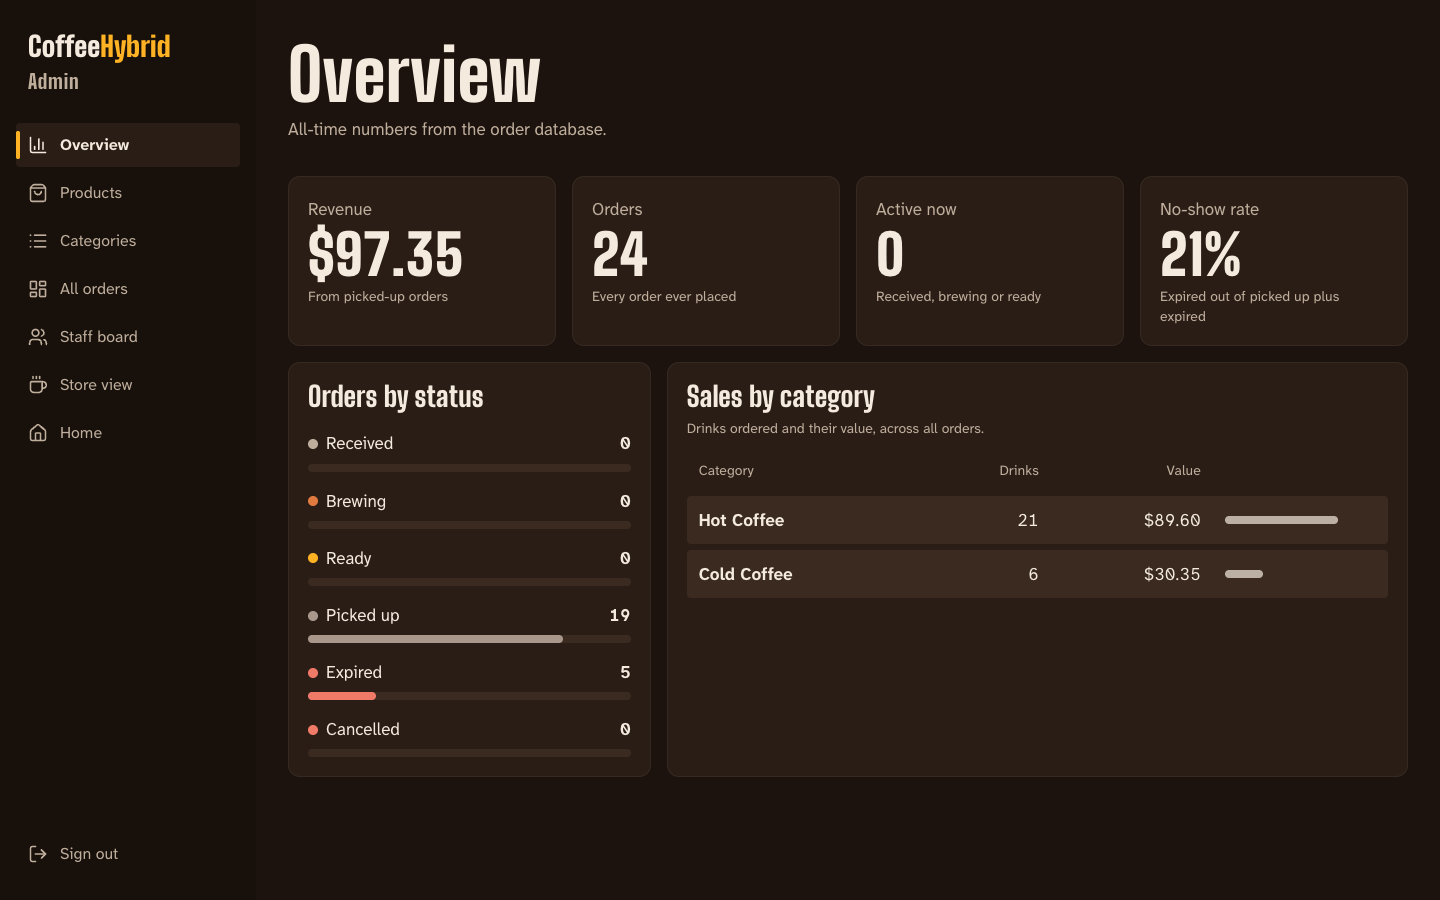 CoffeeHybrid
Admin
Overview
Products
Categories
All orders
Staff board
Store view
Home
Sign out
Overview
All-time numbers from the order database.
Revenue
$97.35
From picked-up orders
Orders
24
Every order ever placed
Active now
0
Received, brewing or ready
No-show rate
21%
Expired out of picked up plus
expired
Orders by status
Received 0
Brewing 0
Ready 0
Picked up 19
Expired 5
Cancelled 0
Sales by category
Drinks ordered and their value, across all orders.
Category Drinks Value
Hot Coffee 21 $89.60
Cold Coffee 6 $30.35